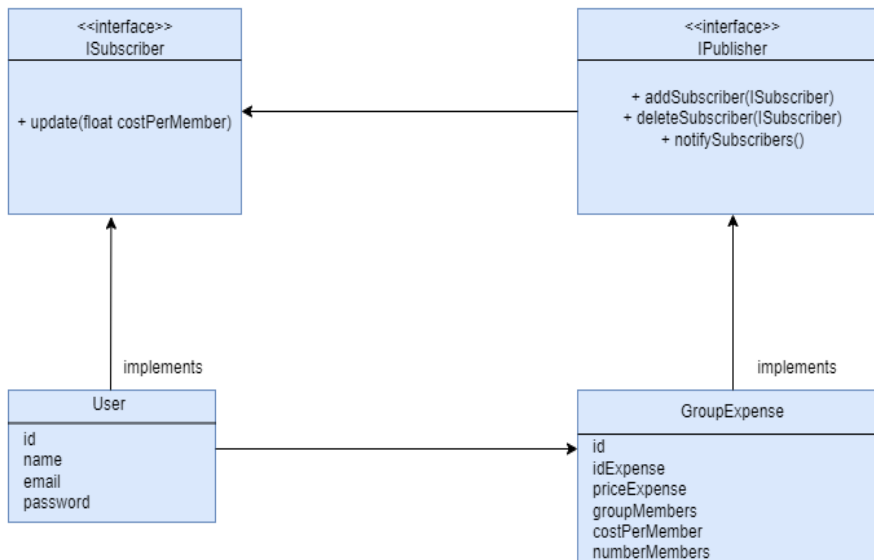 <<interface>>
ISubscriber
+ update(float costPerMember)
<<interface>>
IPublisher
+ addSubscriber(ISubscriber)
+ deleteSubscriber(ISubscriber)
+ notifySubscribers()
implements
implements
User
id
name
email
password
GroupExpense
id
idExpense
priceExpense
groupMembers
costPerMember
numberMembers